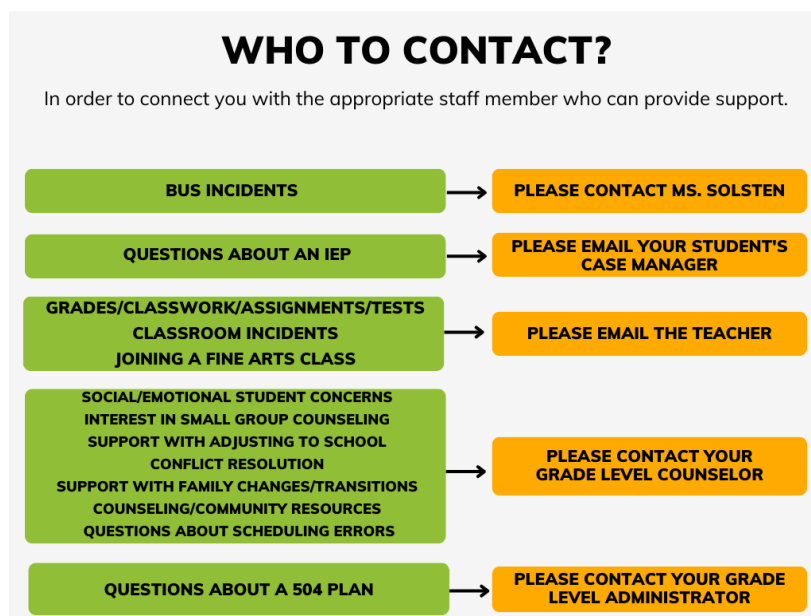 WHO TO CONTACT?
In order to connect you with the appropriate staff member who can provide support.
BUS INCIDENTS
PLEASE CONTACT MS. SOLSTEN
QUESTIONS ABOUT AN IEP
PLEASE EMAIL YOUR STUDENT'S
CASE MANAGER
GRADES/CLASSWORK/ASSIGNMENTS/TESTS
CLASSROOM INCIDENTS
JOINING A FINE ARTS CLASS
PLEASE EMAIL THE TEACHER
SOCIAL/EMOTIONAL STUDENT CONCERNS
INTEREST IN SMALL GROUP COUNSELING
SUPPORT WITH ADJUSTING TO SCHOOL
CONFLICT RESOLUTION
SUPPORT WITH FAMILY CHANGES/TRANSITIONS
COUNSELING/COMMUNITY RESOURCES
QUESTIONS ABOUT SCHEDULING ERRORS
PLEASE CONTACT YOUR
GRADE LEVEL COUNSELOR
QUESTIONS ABOUT A 504 PLAN
PLEASE CONTACT YOUR GRADE
LEVEL ADMINISTRATOR